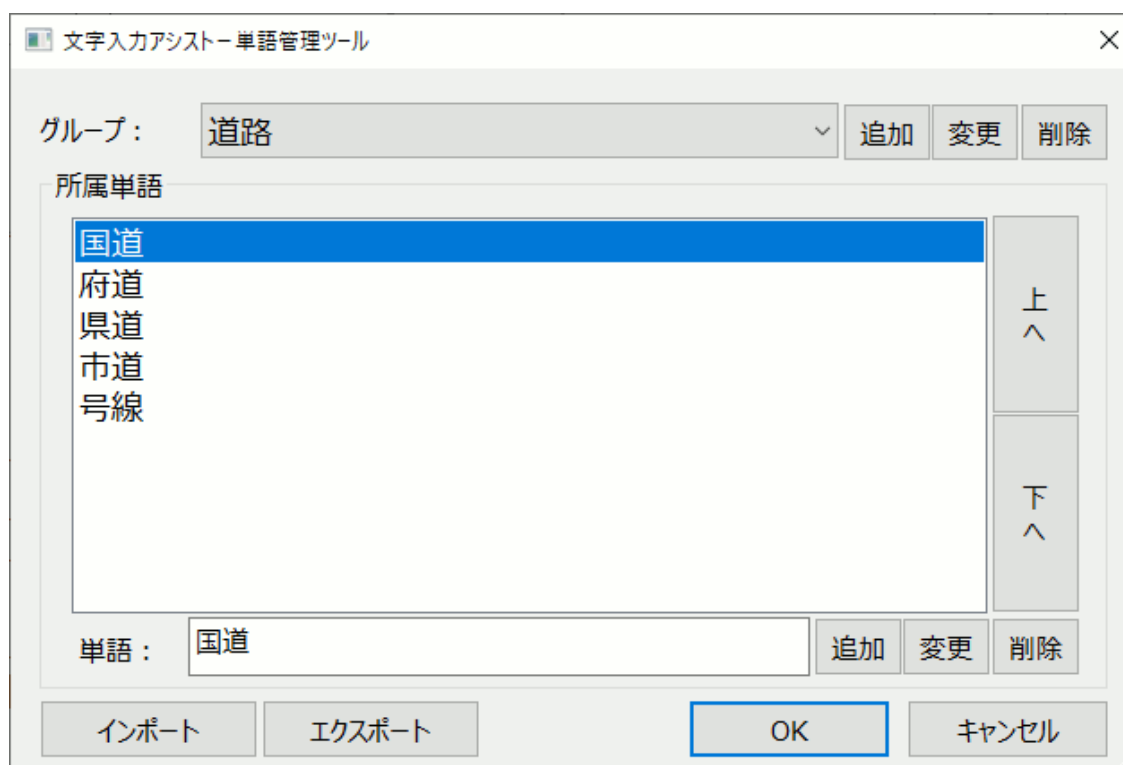 文字入力アシストー単語管理ツール
グループ： 道路 追加 変更 削除
所属単語
国道
府道
県道
市道
号線
上へ
下へ
単語： 国道 追加 変更 削除
インポート エクスポート OK キャンセル